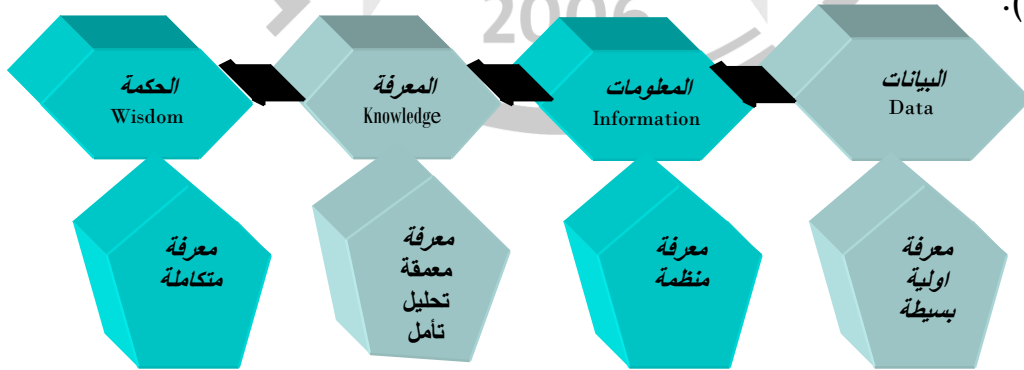 .(
2006
البيانات
Data
المعلومات
Information
المعرفة
Knowledge
الحكمة
Wisdom
معرفة
اولية
بسيطة
معرفة
منظمة
معرفة
معمقة
تحليل
تأمل
معرفة
متكاملة